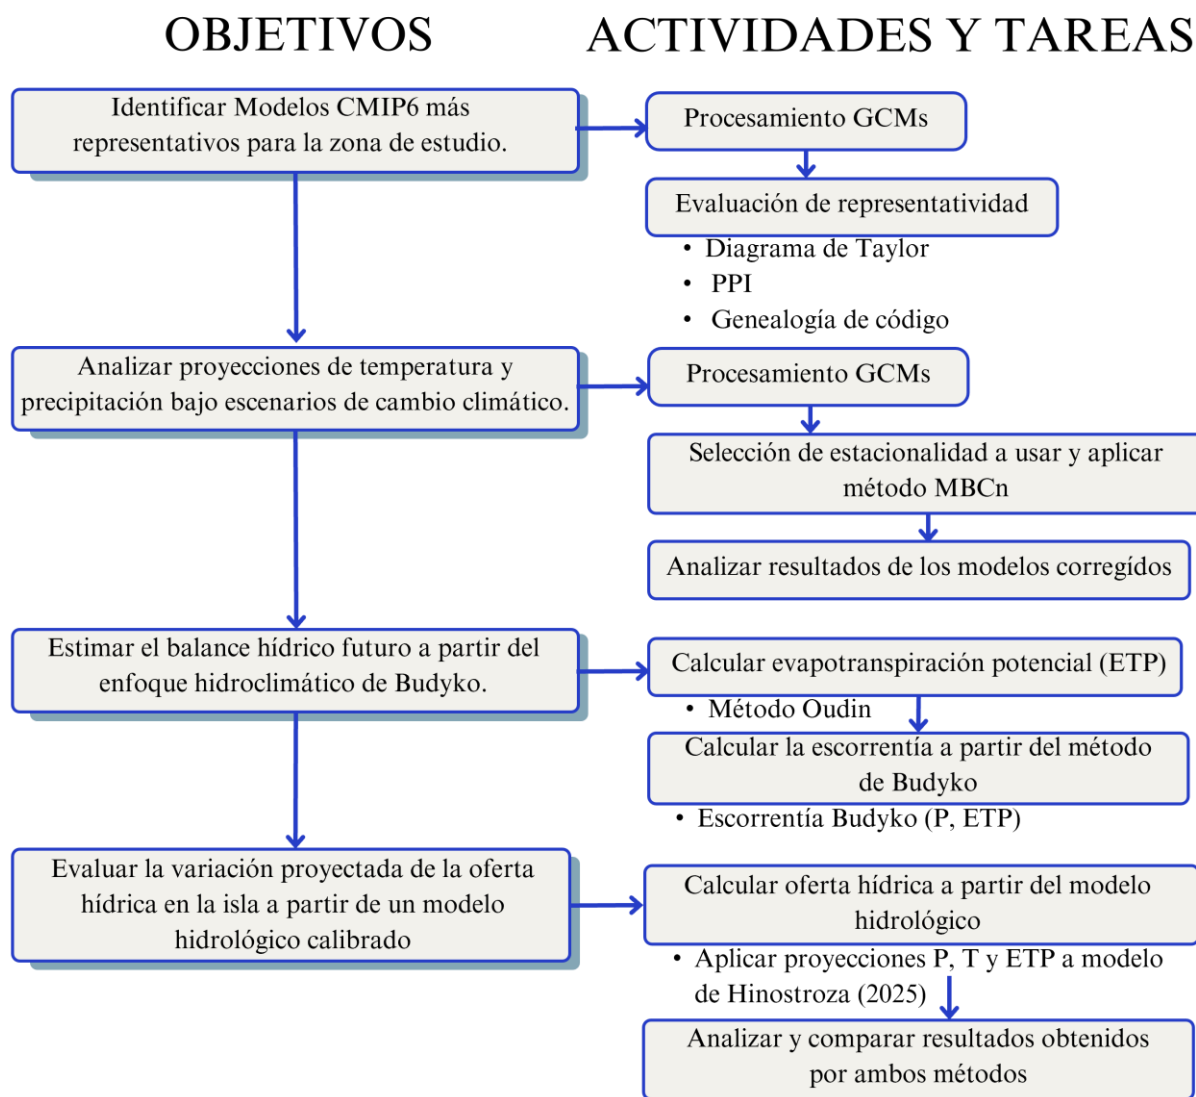 OBJETIVOS
ACTIVIDADES Y TAREAS
Identificar Modelos CMIP6 más
representativos para la zona de estudio.
Procesamiento GCMs
Evaluación de representatividad
• Diagrama de Taylor
• PPI
• Genealogía de código
Analizar proyecciones de temperatura y
precipitación bajo escenarios de cambio climático.
Procesamiento GCMs
Selección de estacionalidad a usar y aplicar
método MBCn
Analizar resultados de los modelos corregídos
Estimar el balance hídrico futuro a partir del
enfoque hidroclimático de Budyko.
Calcular evapotranspiración potencial (ETP)
• Método Oudin
Calcular la escorrentía a partir del método
de Budyko
• Escorrentía Budyko (P, ETP)
Evaluar la variación proyectada de la oferta
hídrica en la isla a partir de un modelo
hidrológico calibrado
Calcular oferta hídrica a partir del modelo
hidrológico
• Aplicar proyecciones P, T y ETP a modelo
de Hinostroza (2025)
Analizar y comparar resultados obtenidos
por ambos métodos